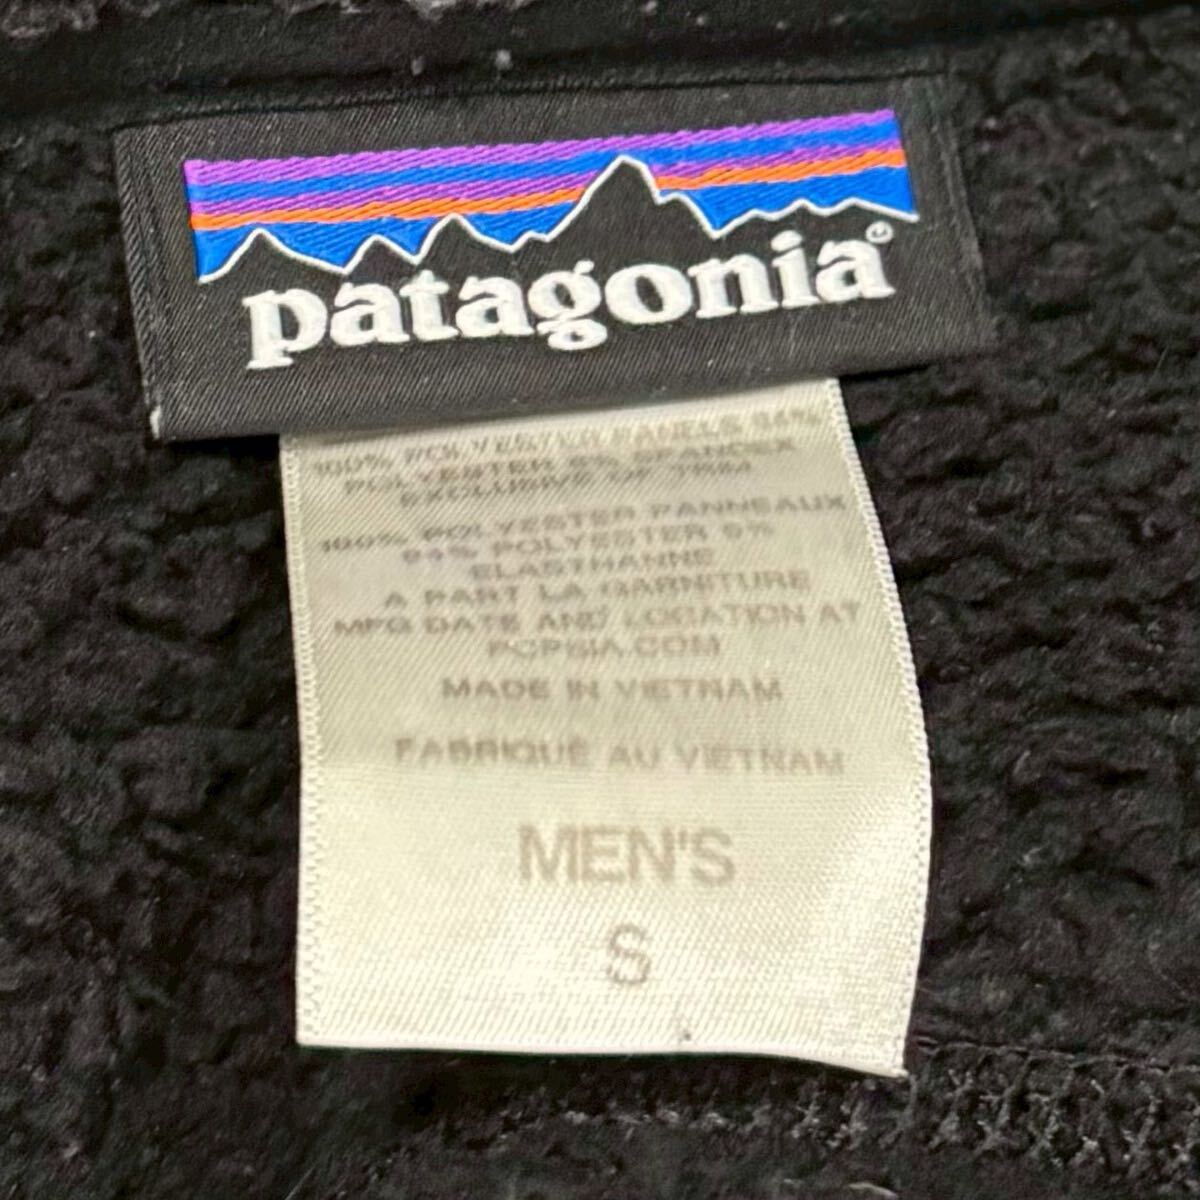 patagonia®
100% POLYESTER PANELS 94%
POLYESTER 6% SPANDEX
EXCLUSIVE OF TRIM
100% POLYESTER PANNEAUX
94% POLYESTER 6%
ELASTHANNE
A PART LA GARNITURE
MFG DATE AND LOCATION AT
PCPSIA.COM
MADE IN VIETNAM
FABRIQUÉ AU VIETNAM
MEN'S
S